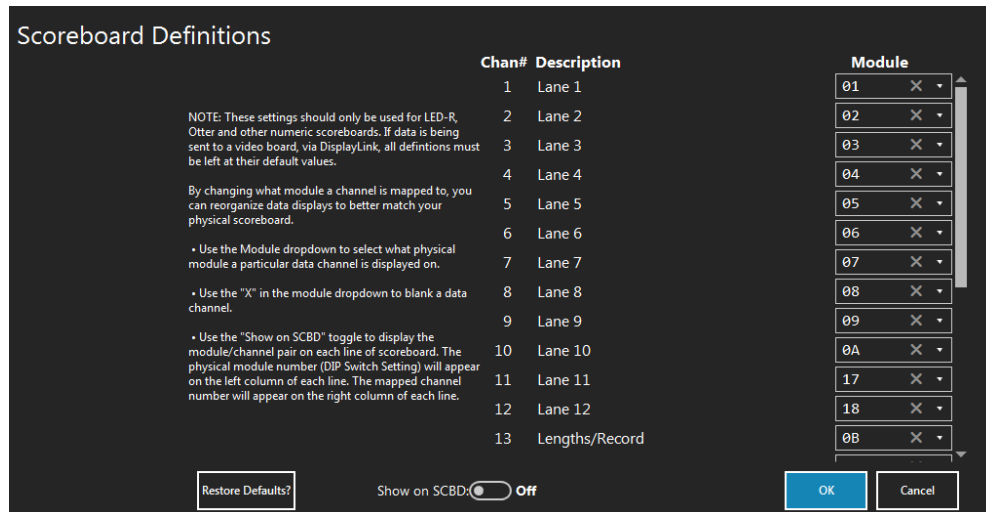 Scoreboard Definitions
Chan# Description Module
1 Lane 1 01
NOTE: These settings should only be used for LED-R,
Otter and other numeric scoreboards. If data is being
sent to a video board, via DisplayLink, all defintions must
be left at their default values.
By changing what module a channel is mapped to, you
can reorganize data displays to better match your
physical scoreboard.
• Use the Module dropdown to select what physical
module a particular data channel is displayed on.
• Use the "X" in the module dropdown to blank a data
channel.
• Use the "Show on SCBD" toggle to display the
module/channel pair on each line of scoreboard. The
physical module number (DIP Switch Setting) will appear
on the left column of each line. The mapped channel
number will appear on the right column of each line.
2 Lane 2 02
3 Lane 3 03
4 Lane 4 04
5 Lane 5 05
6 Lane 6 06
7 Lane 7 07
8 Lane 8 08
9 Lane 9 09
10 Lane 10 0A
11 Lane 11 17
12 Lane 12 18
13 Lengths/Record 0B
Restore Defaults? Show on SCBD: Off OK Cancel